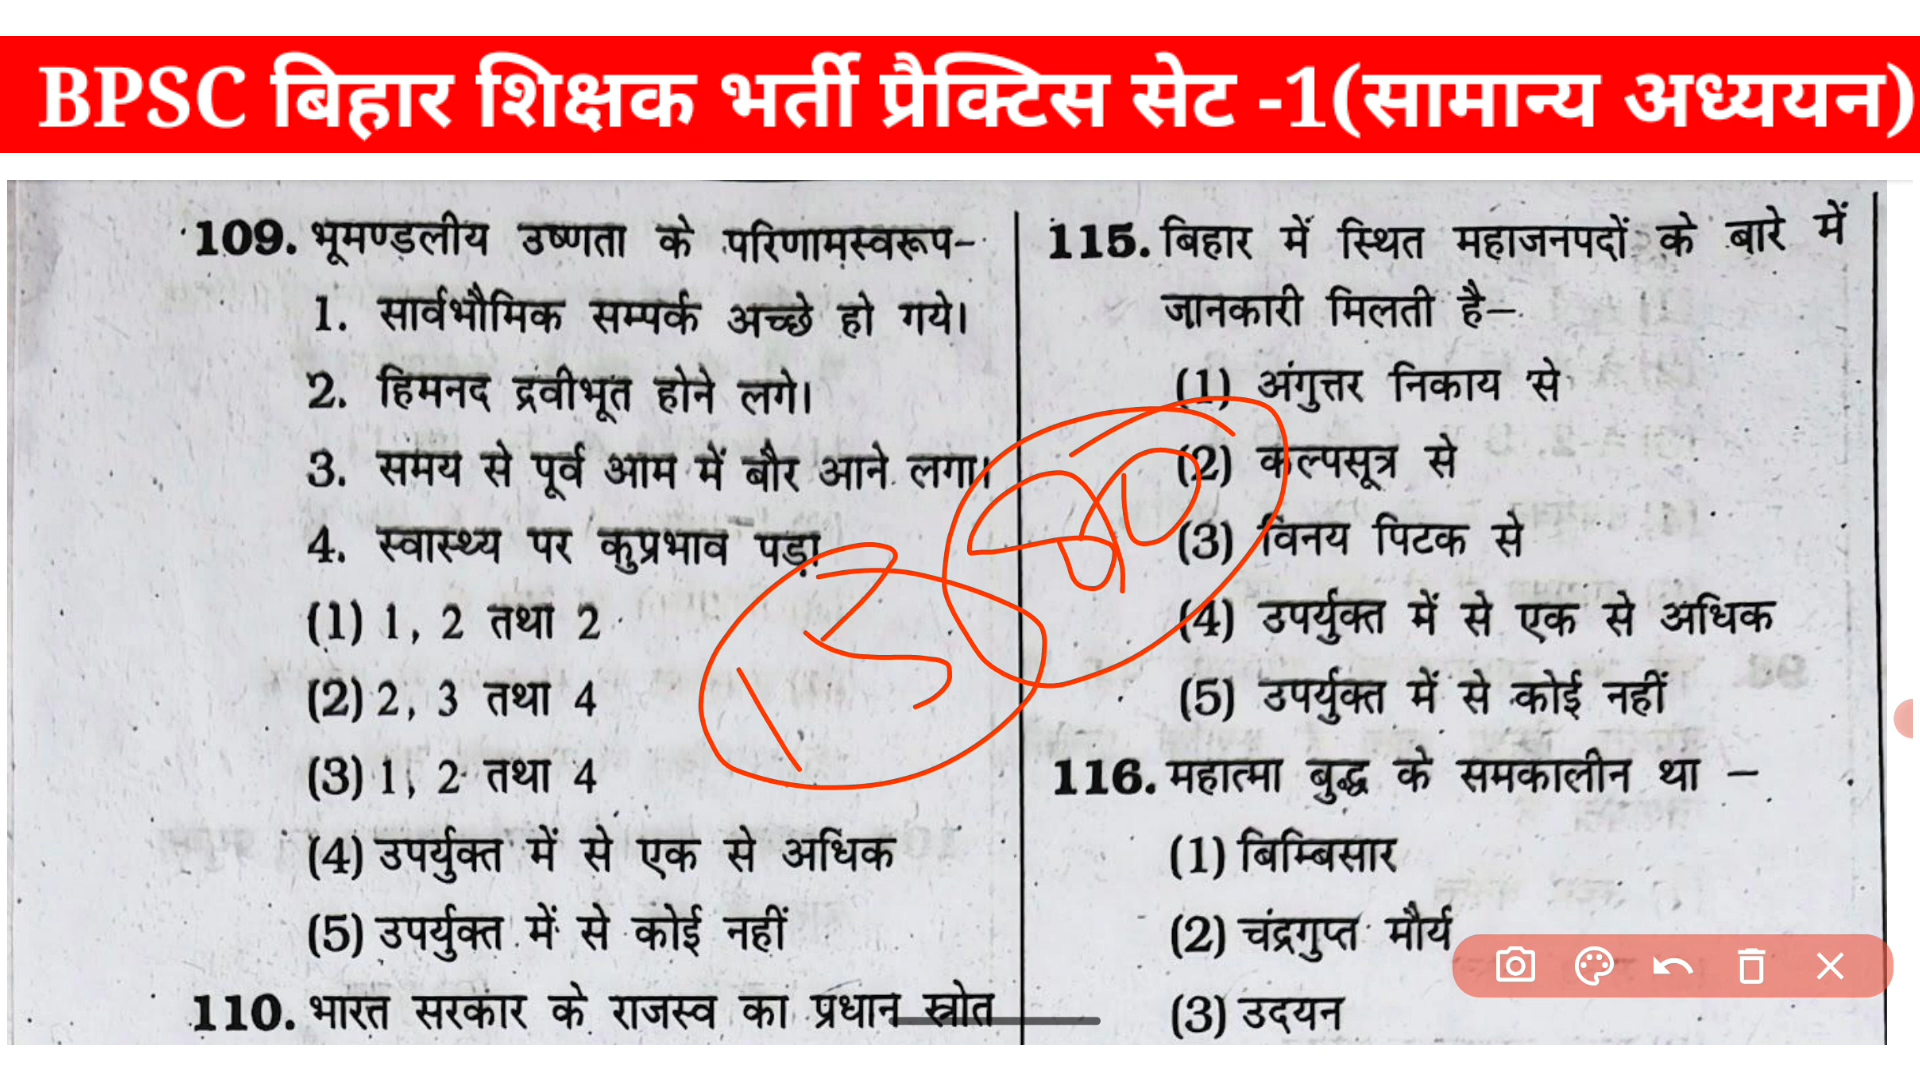 BPSC बिहार शिक्षक भर्ती प्रैक्टिस सेट -1(सामान्य अध्ययन)
109. भूमण्डलीय उष्णता के परिणामस्वरूप-
1. सार्वभौमिक सम्पर्क अच्छे हो गये।
2. हिमनद द्रवीभूत होने लगे।
3. समय से पूर्व आम में बौर आने लगा।
4. स्वास्थ्य पर कुप्रभाव पड़ा
(1) 1, 2 तथा 2
(2) 2, 3 तथा 4
(3) 1, 2 तथा 4
(4) उपर्युक्त में से एक से अधिक
(5) उपर्युक्त में से कोई नहीं
110. भारत सरकार के राजस्व का प्रधान स्रोत
115. बिहार में स्थित महाजनपदों के बारे में
जानकारी मिलती है–
(1) अंगुत्तर निकाय से
(2) कल्पसूत्र से
(3) विनय पिटक से
(4) उपर्युक्त में से एक से अधिक
(5) उपर्युक्त में से कोई नहीं
116. महात्मा बुद्ध के समकालीन था –
(1) बिम्बिसार
(2) चंद्रगुप्त मौर्य
(3) उदयन